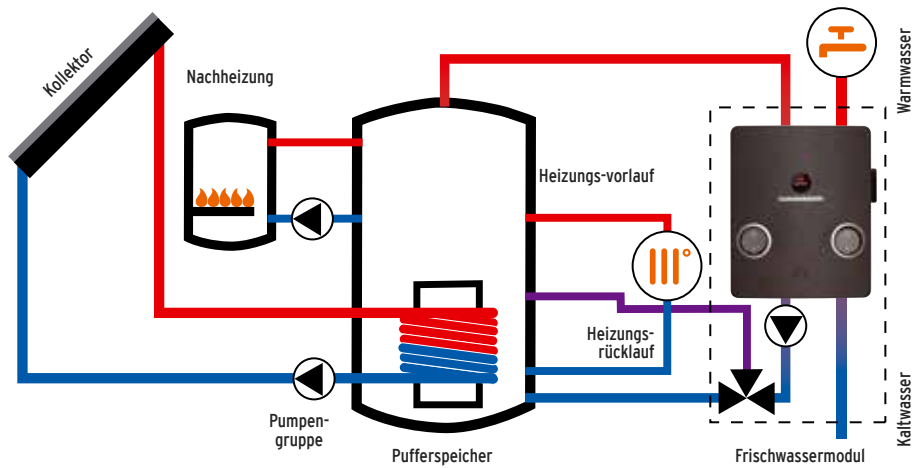 Kollektor
Nachheizung
Warmwasser
Heizungs-vorlauf
Heizungs-
rücklauf
Pumpen-
gruppe
Pufferspeicher
Frischwassermodul
Kaltwasser